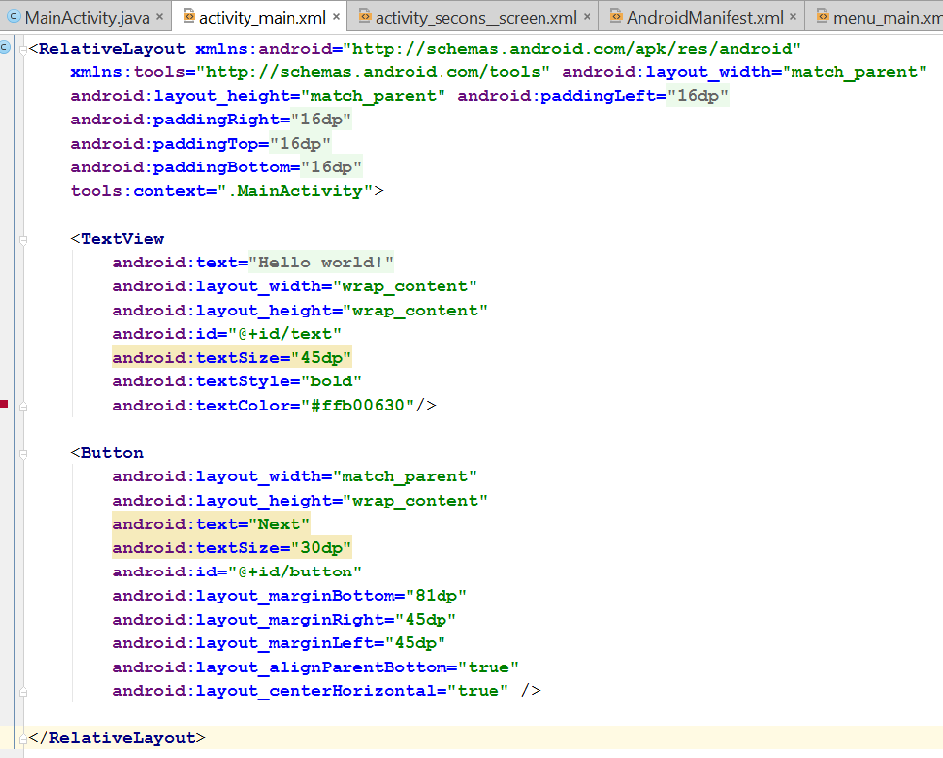 MainActivity.java × activity_main.xml × activity_secons__screen.xml × AndroidManifest.xml × menu_main.xm
<RelativeLayout xmlns:android="http://schemas.android.com/apk/res/android"
xmlns:tools="http://schemas.android.com/tools" android:layout_width="match_parent"
android:layout_height="match_parent" android:paddingLeft="16dp"
android:paddingRight="16dp"
android:paddingTop="16dp"
android:paddingBottom="16dp"
tools:context=".MainActivity">
<TextView
android:text="Hello world!"
android:layout_width="wrap_content"
android:layout_height="wrap_content"
android:id="@+id/text"
android:textSize="45dp"
android:textStyle="bold"
android:textColor="#ffb00630"/>
<Button
android:layout_width="match_parent"
android:layout_height="wrap_content"
android:text="Next"
android:textSize="30dp"
android:id="@+id/button"
android:layout_marginBottom="81dp"
android:layout_marginRight="45dp"
android:layout_marginLeft="45dp"
android:layout_alignParentBotton="true"
android:layout_centerHorizontal="true" />
</RelativeLayout>